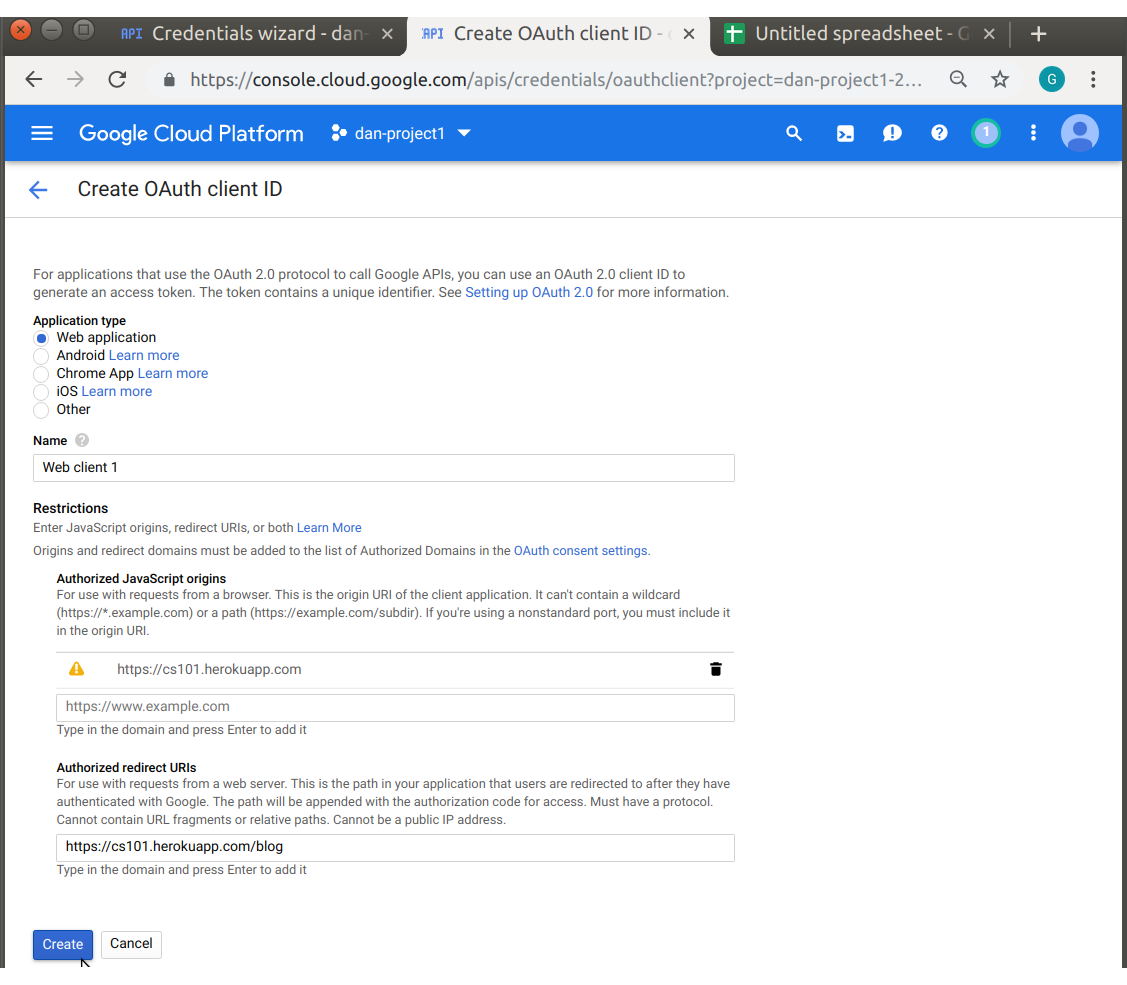 API Credentials wizard - dan-
API Create OAuth client ID -
Untitled spreadsheet - G
https://console.cloud.google.com/apis/credentials/oauthclient?project=dan-project1-2...
G
Google Cloud Platform
dan-project1
1
Create OAuth client ID
For applications that use the OAuth 2.0 protocol to call Google APIs, you can use an OAuth 2.0 client ID to
generate an access token. The token contains a unique identifier. See Setting up OAuth 2.0 for more information.
Application type
Web application
Android Learn more
Chrome App Learn more
iOS Learn more
Other
Name
Web client 1
Restrictions
Enter JavaScript origins, redirect URIs, or both Learn More
Origins and redirect domains must be added to the list of Authorized Domains in the OAuth consent settings.
Authorized JavaScript origins
For use with requests from a browser. This is the origin URI of the client application. It can't contain a wildcard
(https://*.example.com) or a path (https://example.com/subdir). If you're using a nonstandard port, you must include it
in the origin URI.
https://cs101.herokuapp.com
https://www.example.com
Type in the domain and press Enter to add it
Authorized redirect URIs
For use with requests from a web server. This is the path in your application that users are redirected to after they have
authenticated with Google. The path will be appended with the authorization code for access. Must have a protocol.
Cannot contain URL fragments or relative paths. Cannot be a public IP address.
https://cs101.herokuapp.com/blog
Type in the domain and press Enter to add it
Create
Cancel